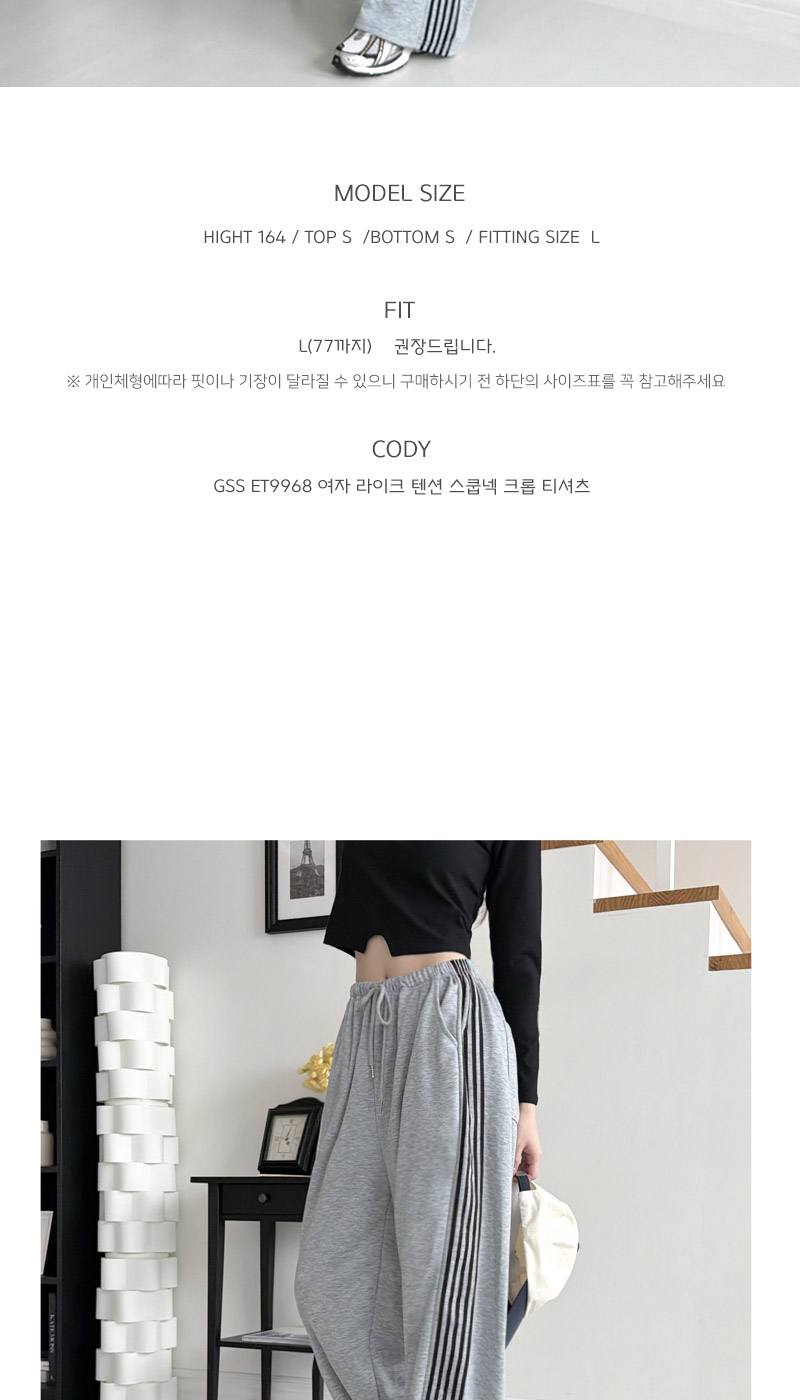 MODEL SIZE
HIGHT 164 / TOP S /BOTTOM S / FITTING SIZE L
FIT
L(77까지) 권장드립니다.
※ 개인체형에따라 핏이나 기장이 달라질 수 있으니 구매하시기 전 하단의 사이즈표를 꼭 참고해주세요
CODY
GSS ET9968 여자 라이크 텐션 스쿱넥 크롭 티셔츠